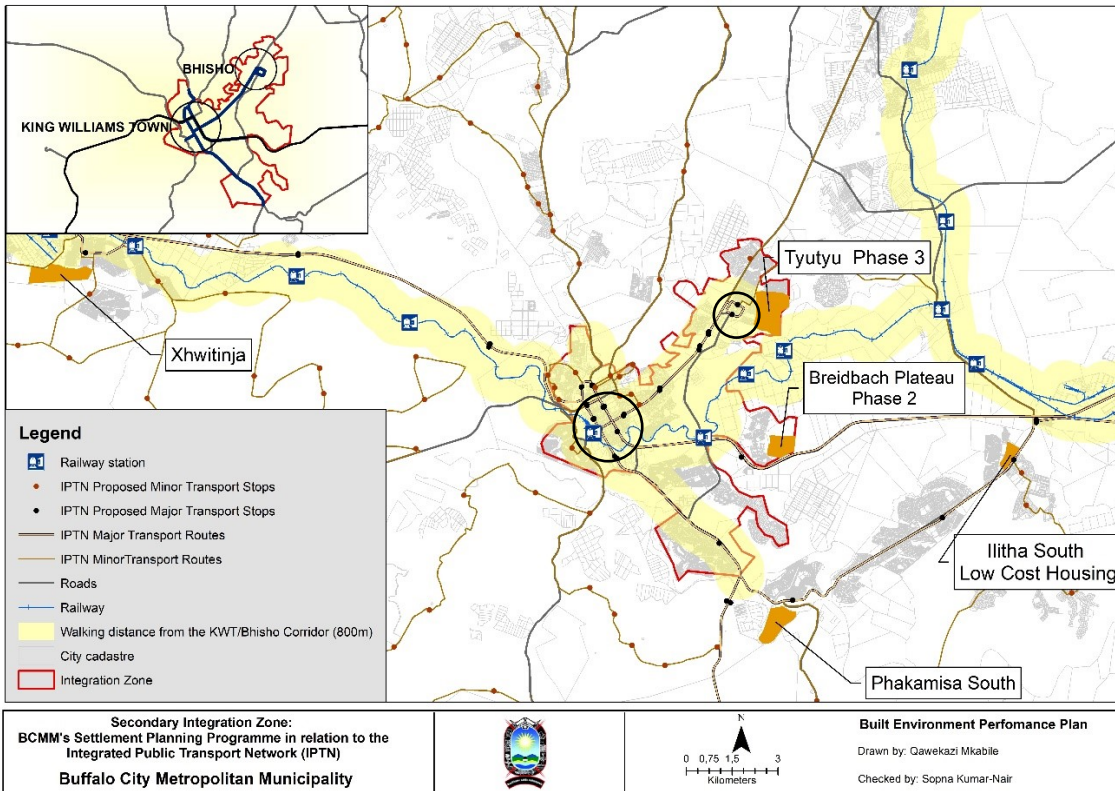 BHISHO
KING WILLIAMS TOWN
Tyutyu Phase 3
Xhwitinja
Breidbach Plateau
Phase 2
Ilitha South
Low Cost Housing
Phakamisa South
Legend
Railway station
IPTN Proposed Minor Transport Stops
IPTN Proposed Major Transport Stops
IPTN Major Transport Routes
IPTN MinorTransport Routes
Roads
Railway
Walking distance from the KWT/Bhisho Corridor (800m)
City cadastre
Integration Zone
Secondary Integration Zone:
BCMM's Settlement Planning Programme in relation to the
Integrated Public Transport Network (IPTN)
Buffalo City Metropolitan Municipality
N
0 0,75 1,5 3
Kilometers
Built Environment Perfomance Plan
Drawn by: Qawekazi Mkabile
Checked by: Sopna Kumar-Nair